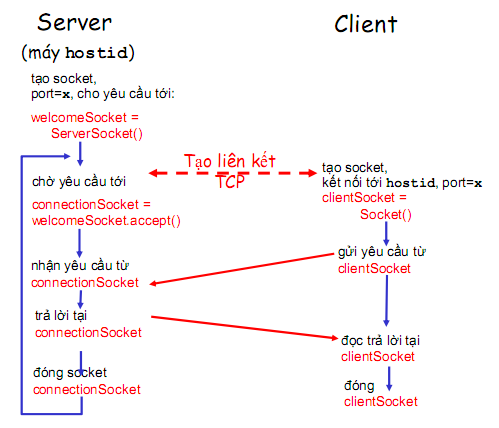 Server
(máy hostid)
tạo socket,
port=x, cho yêu cầu tới:
welcomeSocket =
ServerSocket()
chờ yêu cầu tới
connectionSocket =
welcomeSocket.accept()
nhận yêu cầu từ
connectionSocket
trả lời tại
connectionSocket
đóng socket
connectionSocket
Tạo liên kết
TCP
Client
tạo socket,
kết nối tới hostid, port=x
clientSocket =
Socket()
gửi yêu cầu từ
clientSocket
đọc trả lời tại
clientSocket
đóng
clientSocket